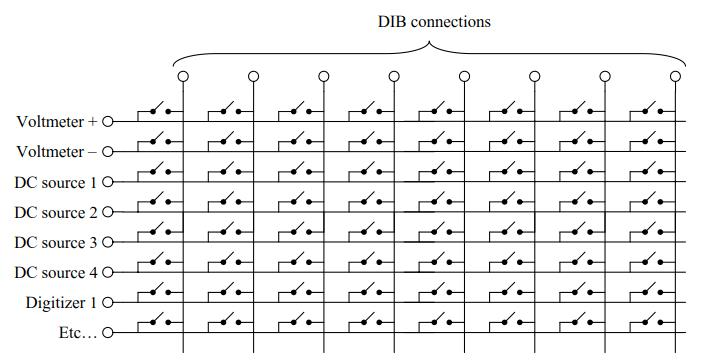 DIB connections
Voltmeter +
Voltmeter –
DC source 1
DC source 2
DC source 3
DC source 4
Digitizer 1
Etc…